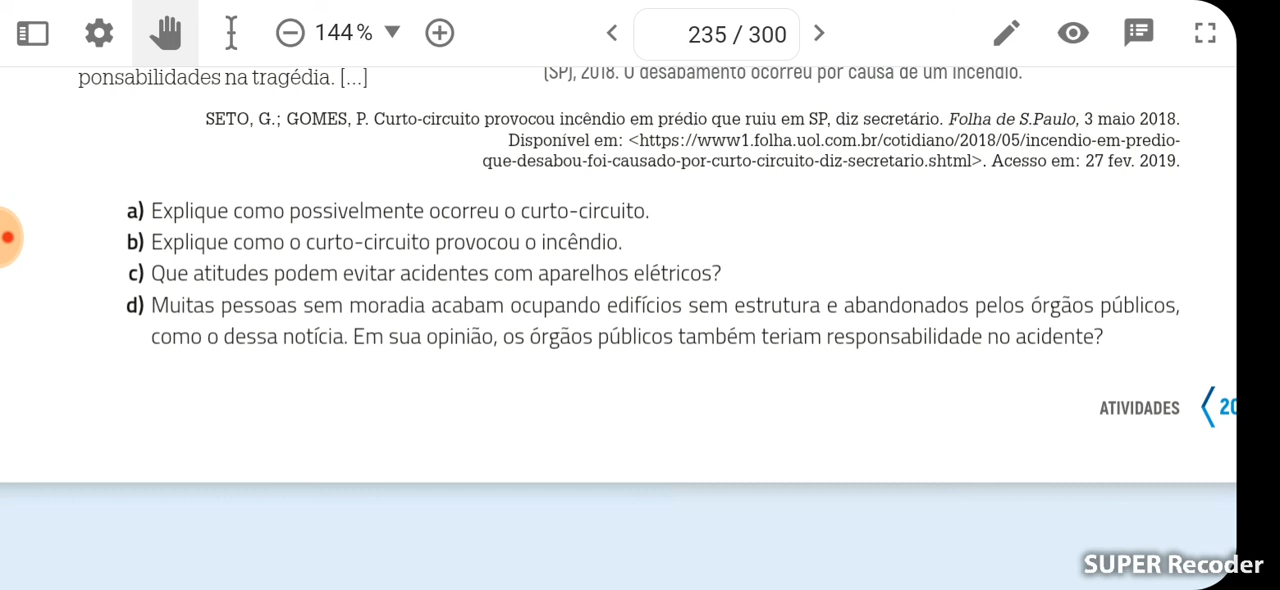 144%
235 / 300
ponsabilidades na tragédia. [...]
(SP), 2018. O desabamento ocorreu por causa de um incêndio.
SETO, G.; GOMES, P. Curto-circuito provocou incêndio em prédio que ruiu em SP, diz secretário. Folha de S.Paulo, 3 maio 2018.
Disponível em: <https://www1.folha.uol.com.br/cotidiano/2018/05/incendio-em-predio-
que-desabou-foi-causado-por-curto-circuito-diz-secretario.shtml>. Acesso em: 27 fev. 2019.
a) Explique como possivelmente ocorreu o curto-circuito.
b) Explique como o curto-circuito provocou o incêndio.
c) Que atitudes podem evitar acidentes com aparelhos elétricos?
d) Muitas pessoas sem moradia acabam ocupando edifícios sem estrutura e abandonados pelos órgãos públicos,
como o dessa notícia. Em sua opinião, os órgãos públicos também teriam responsabilidade no acidente?
ATIVIDADES
SUPER Recoder